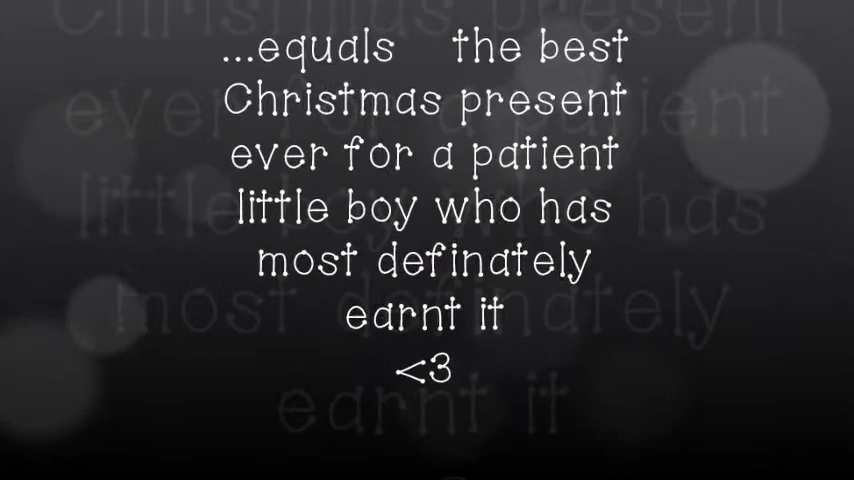 ...equals the best
Christmas present
ever for a patient
little boy who has
most definately
earnt it
<3